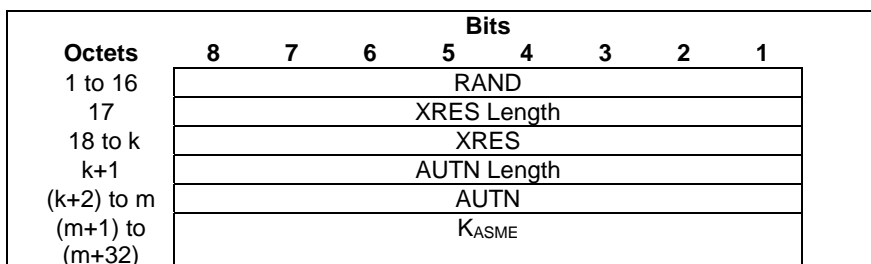 Bits
Octets 8 7 6 5 4 3 2 1
1 to 16 RAND
17 XRES Length
18 to k XRES
k+1 AUTN Length
(k+2) to m AUTN
(m+1) to K_ASME
(m+32)